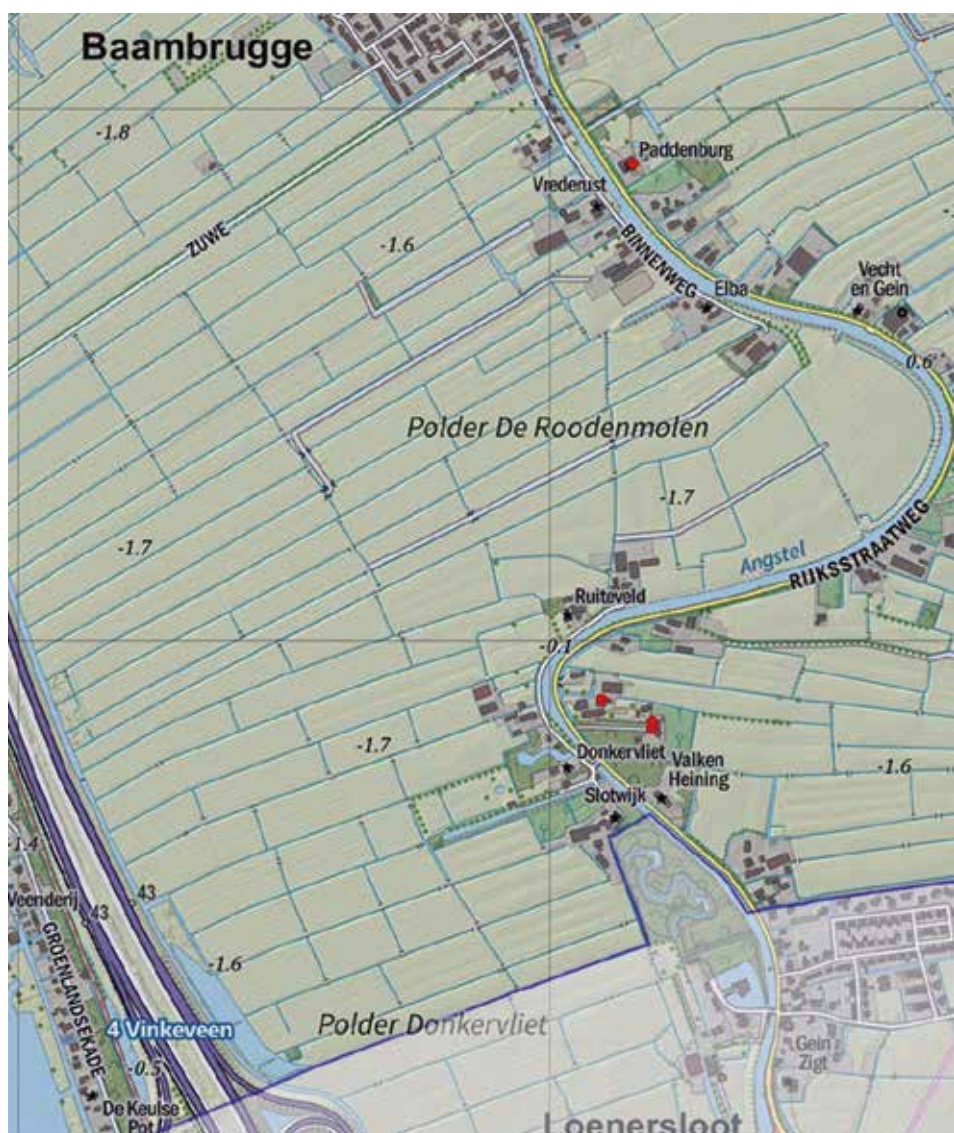 Baambrugge
-1.8
Paddenburg
Vrederust
ZUWE
-1.6
BINNENWEG
Elba
Vecht
en Gein
0.6
Polder De Roodenmolen
-1.7
-1.7
Angstel
RIJKSSTRAATWEG
Ruiteveld
-0.1
-1.7
Donkervliet
Valken
Heining
-1.6
Slotwijk
-1.4
Veenderij
43
43
GROENLANDSEKADE
-1.6
4 Vinkeveen
Polder Donkervliet
-0.5
Gein
Zigt
De Keulse
Pot
Loenersloot